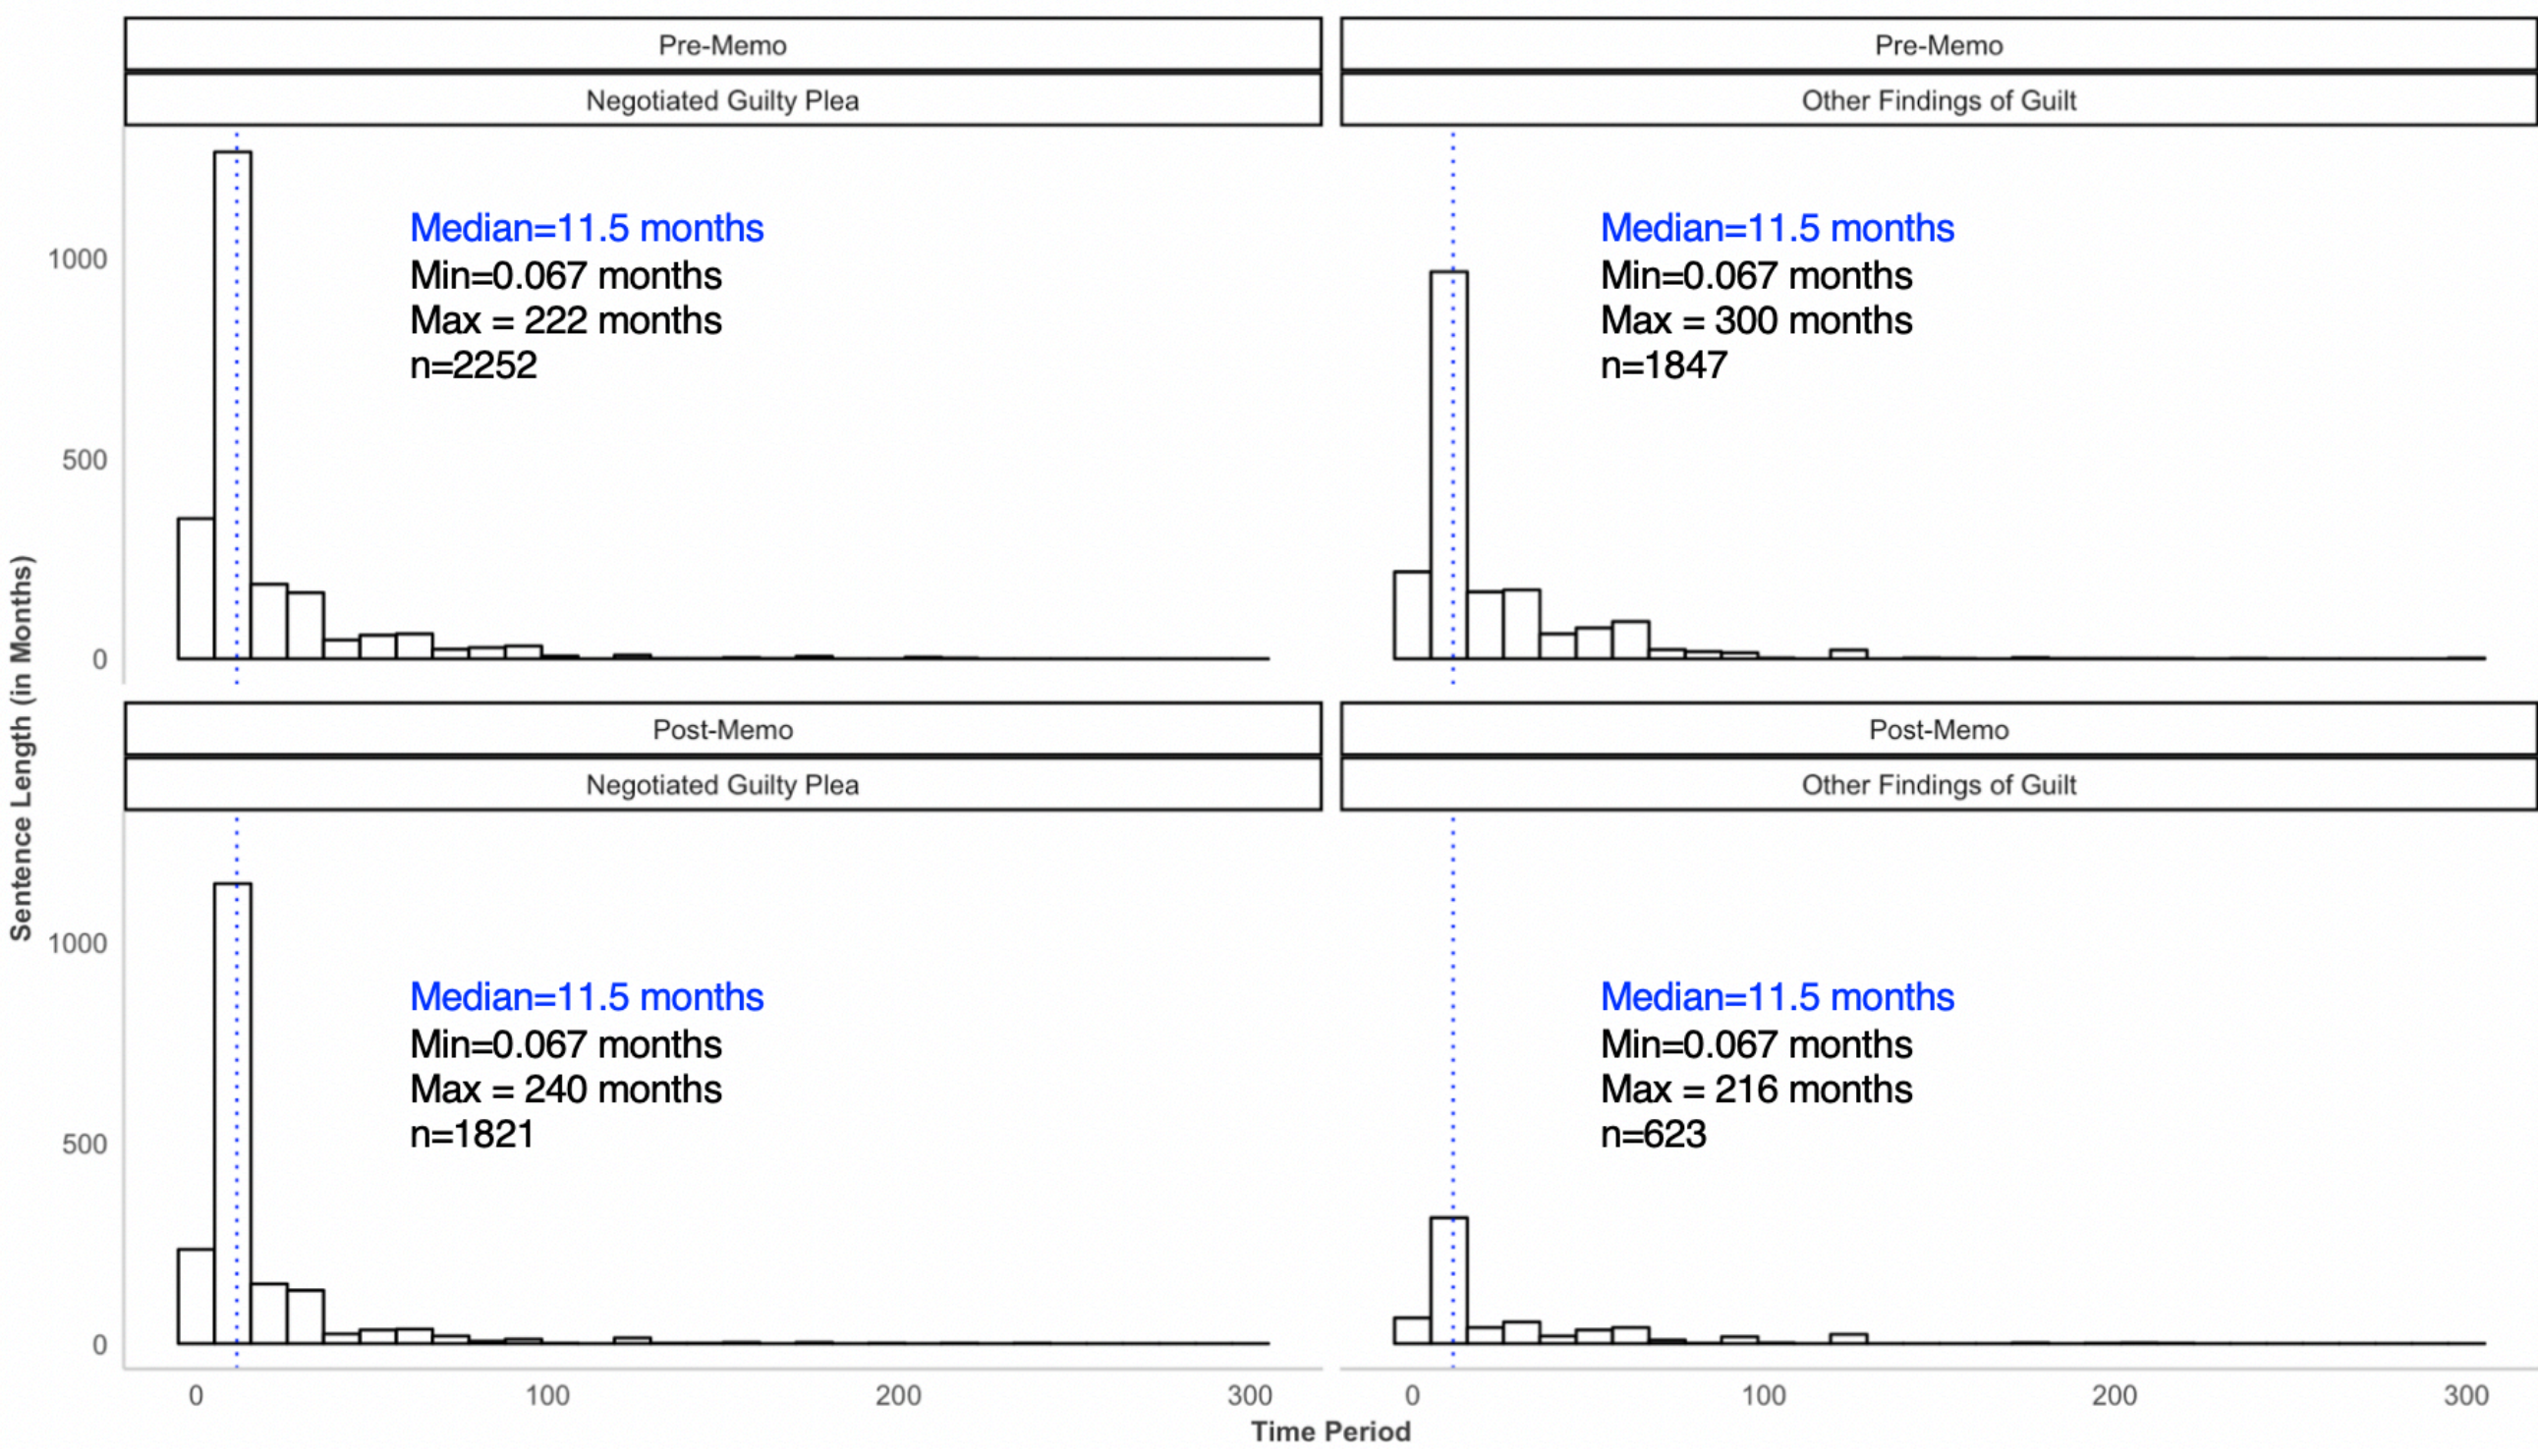 Pre-Memo
Negotiated Guilty Plea
Pre-Memo
Other Findings of Guilt
Median=11.5 months
Min=0.067 months
Max = 222 months
n=2252
Median=11.5 months
Min=0.067 months
Max = 300 months
n=1847
1000
500
0
Sentence Length (in Months)
Post-Memo
Negotiated Guilty Plea
Post-Memo
Other Findings of Guilt
Median=11.5 months
Min=0.067 months
Max = 240 months
n=1821
Median=11.5 months
Min=0.067 months
Max = 216 months
n=623
1000
500
0
0 100 200 300
0 100 200 300
Time Period